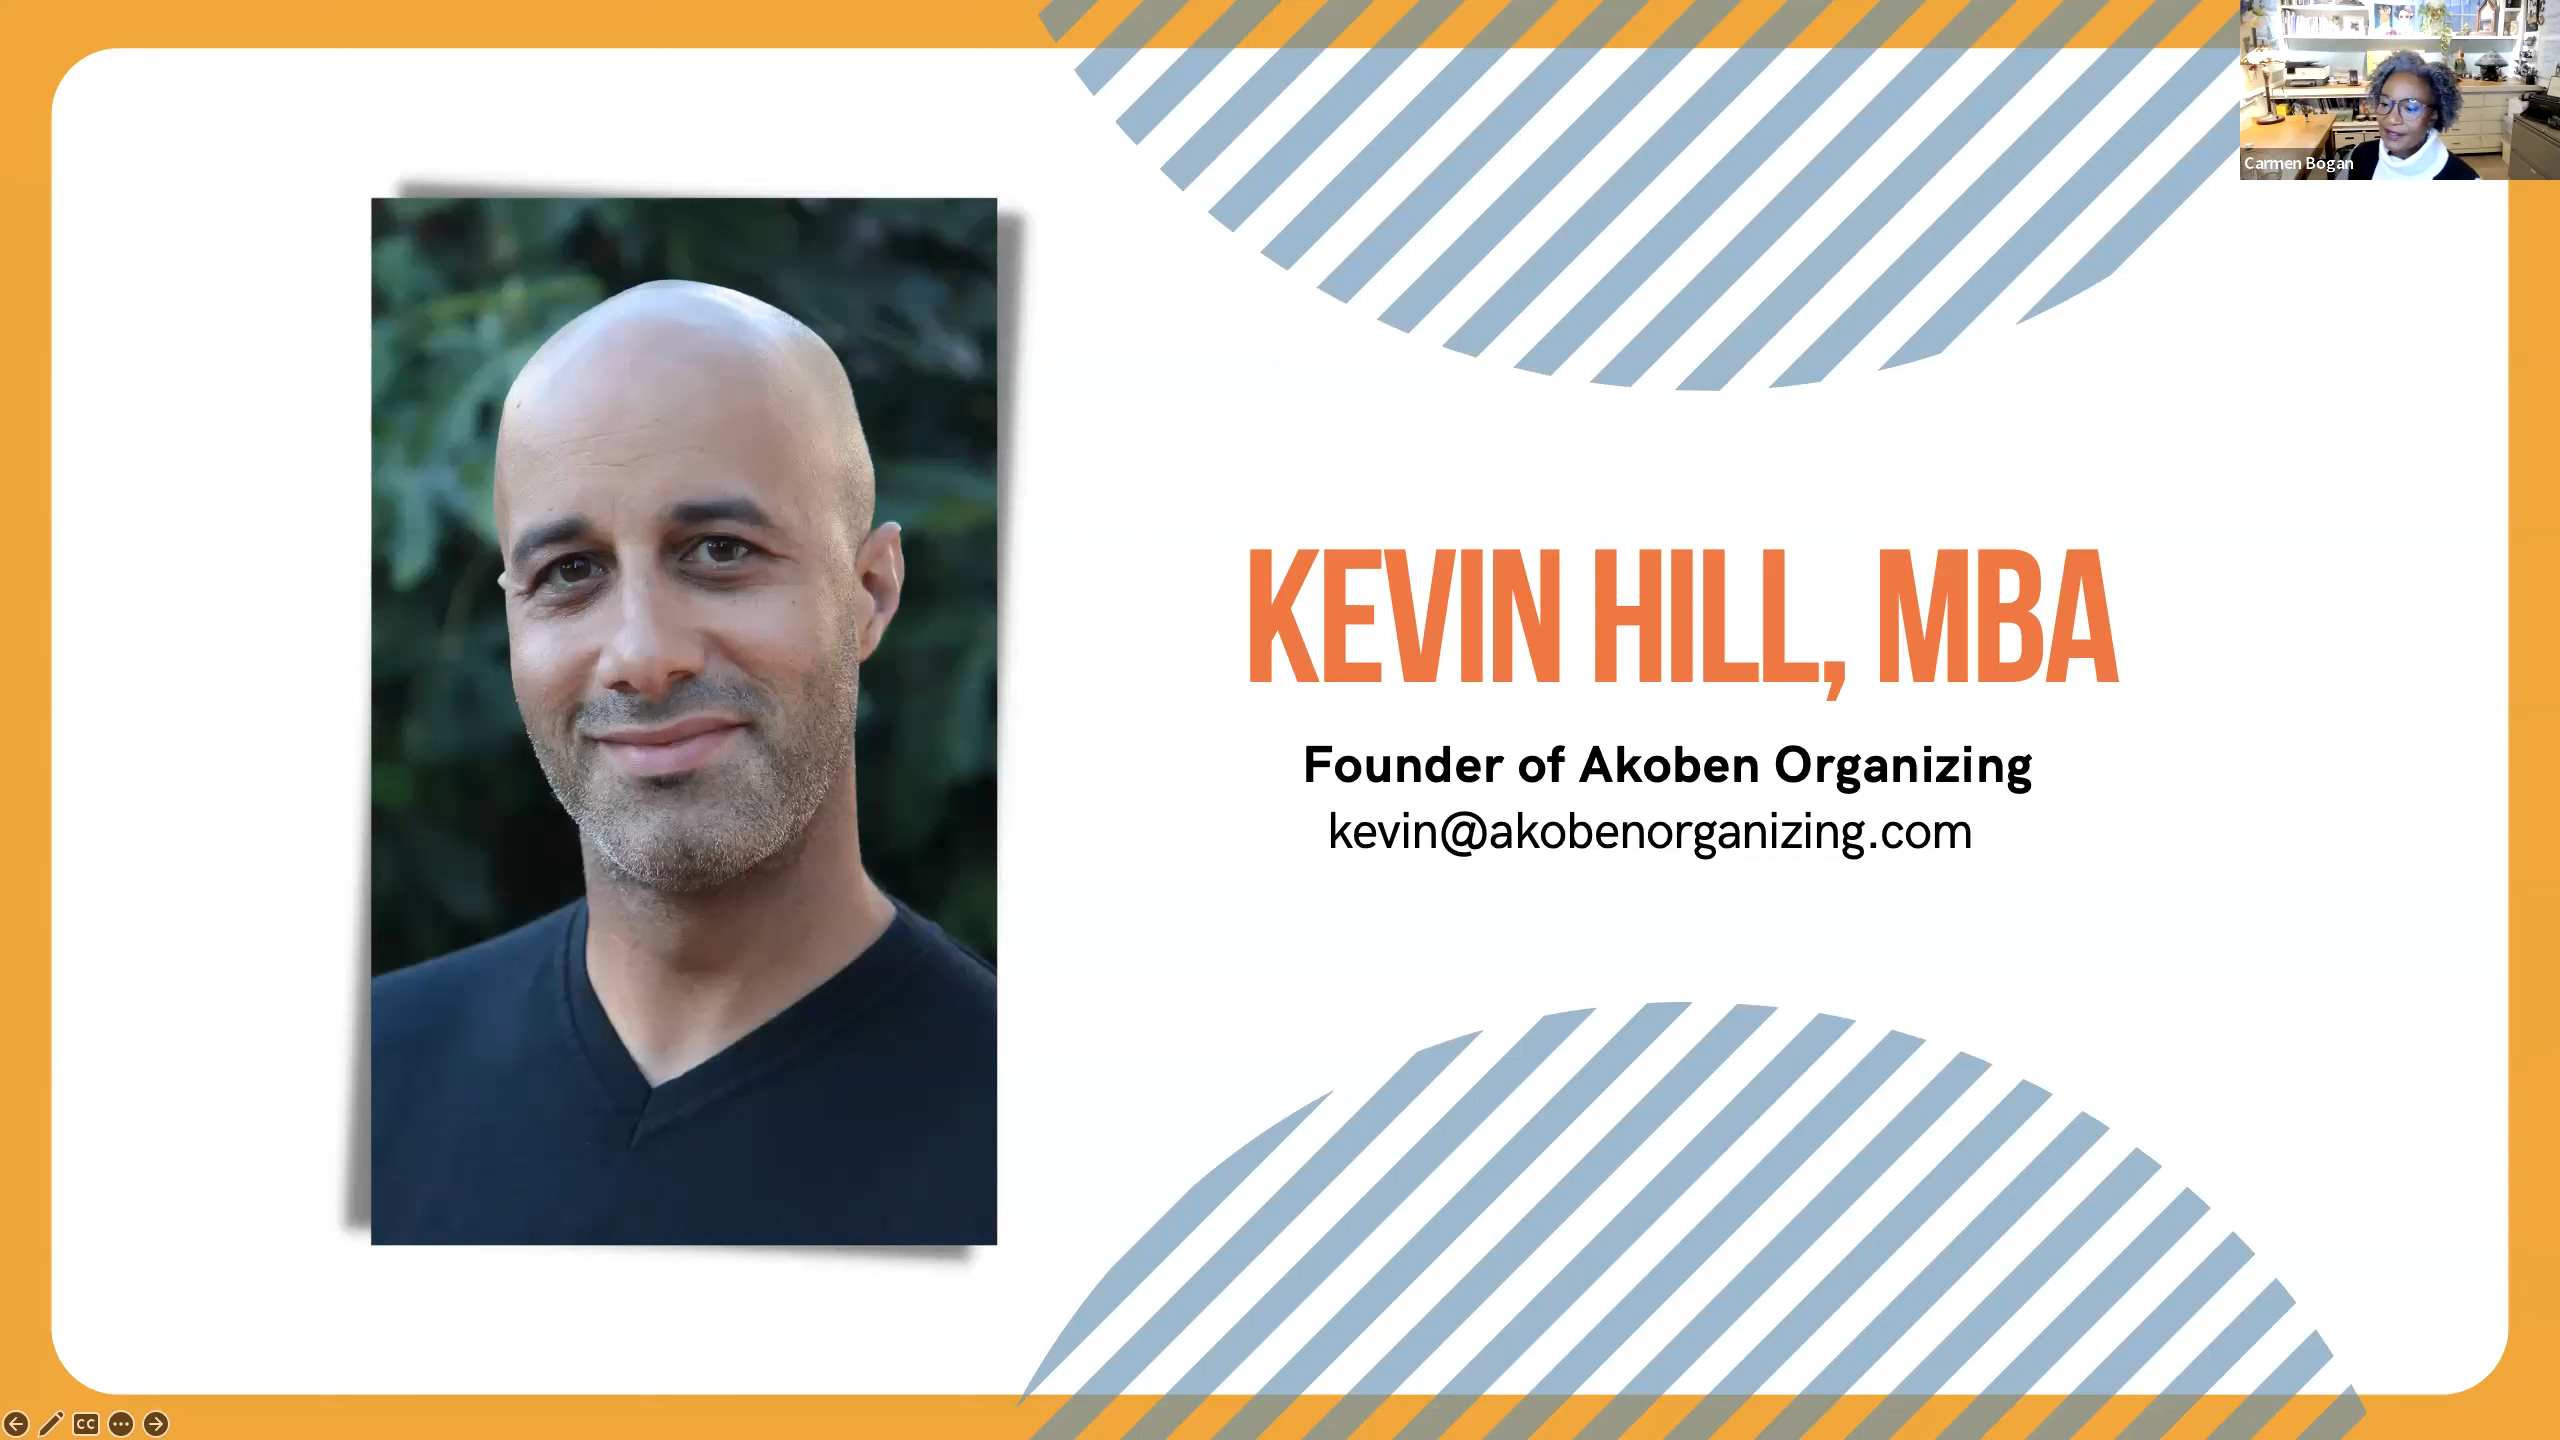 Carmen Bogan
KEVIN HILL, MBA
Founder of Akoben Organizing
kevin@akobenorganizing.com
CC